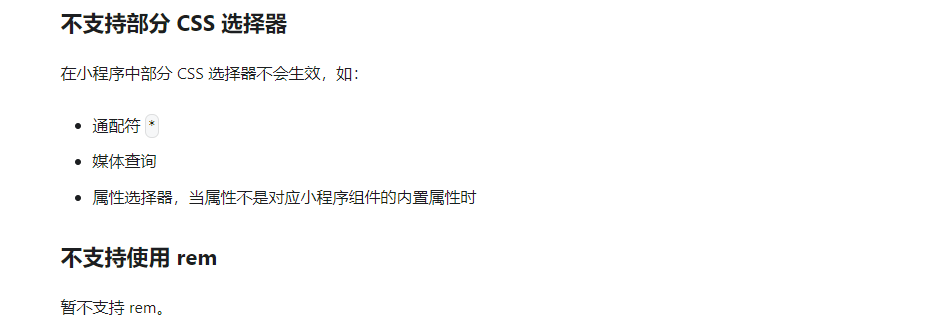 不支持部分 CSS 选择器
在小程序中部分 CSS 选择器不会生效，如：
通配符 *
媒体查询
属性选择器，当属性不是对应小程序组件的内置属性时
不支持使用 rem
暂不支持 rem。